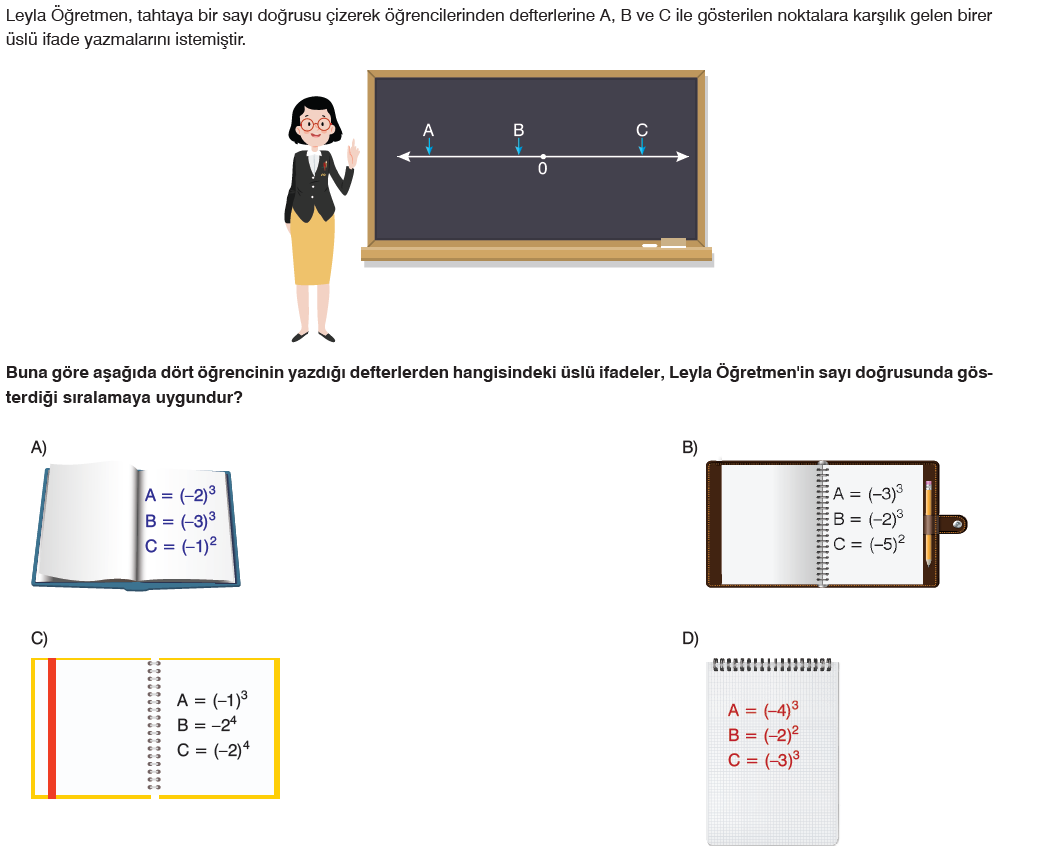 Leyla Öğretmen, tahtaya bir sayı doğrusu çizerek öğrencilerinden defterlerine A, B ve C ile gösterilen noktalara karşılık gelen birer
üslü ifade yazmalarını istemiştir.
A B C
0
Buna göre aşağıda dört öğrencinin yazdığı defterlerden hangisindeki üslü ifadeler, Leyla Öğretmen'in sayı doğrusunda gös-
terdiği sıralamaya uygundur?
A)
A = (–2)³
B = (–3)³
C = (–1)²
B)
A = (–3)³
B = (–2)³
C = (–5)²
C)
A = (–1)³
B = –2⁴
C = (–2)⁴
D)
A = (–4)³
B = (–2)²
C = (–3)³